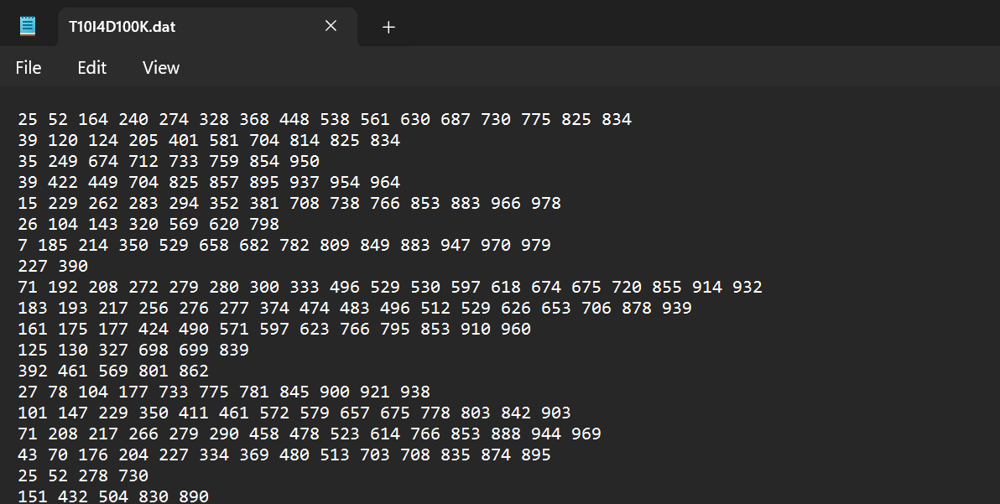 T10I4D100K.dat
File Edit View
25 52 164 240 274 328 368 448 538 561 630 687 730 775 825 834
39 120 124 205 401 581 704 814 825 834
35 249 674 712 733 759 854 950
39 422 449 704 825 857 895 937 954 964
15 229 262 283 294 352 381 708 738 766 853 883 966 978
26 104 143 320 569 620 798
7 185 214 350 529 658 682 782 809 849 883 947 970 979
227 390
71 192 208 272 279 280 300 333 496 529 530 597 618 674 675 720 855 914 932
183 193 217 256 276 277 374 474 483 496 512 529 626 653 706 878 939
161 175 177 424 490 571 597 623 766 795 853 910 960
125 130 327 698 699 839
392 461 569 801 862
27 78 104 177 733 775 781 845 900 921 938
101 147 229 350 411 461 572 579 657 675 778 803 842 903
71 208 217 266 279 290 458 478 523 614 766 853 888 944 969
43 70 176 204 227 334 369 480 513 703 708 835 874 895
25 52 278 730
151 432 504 830 890